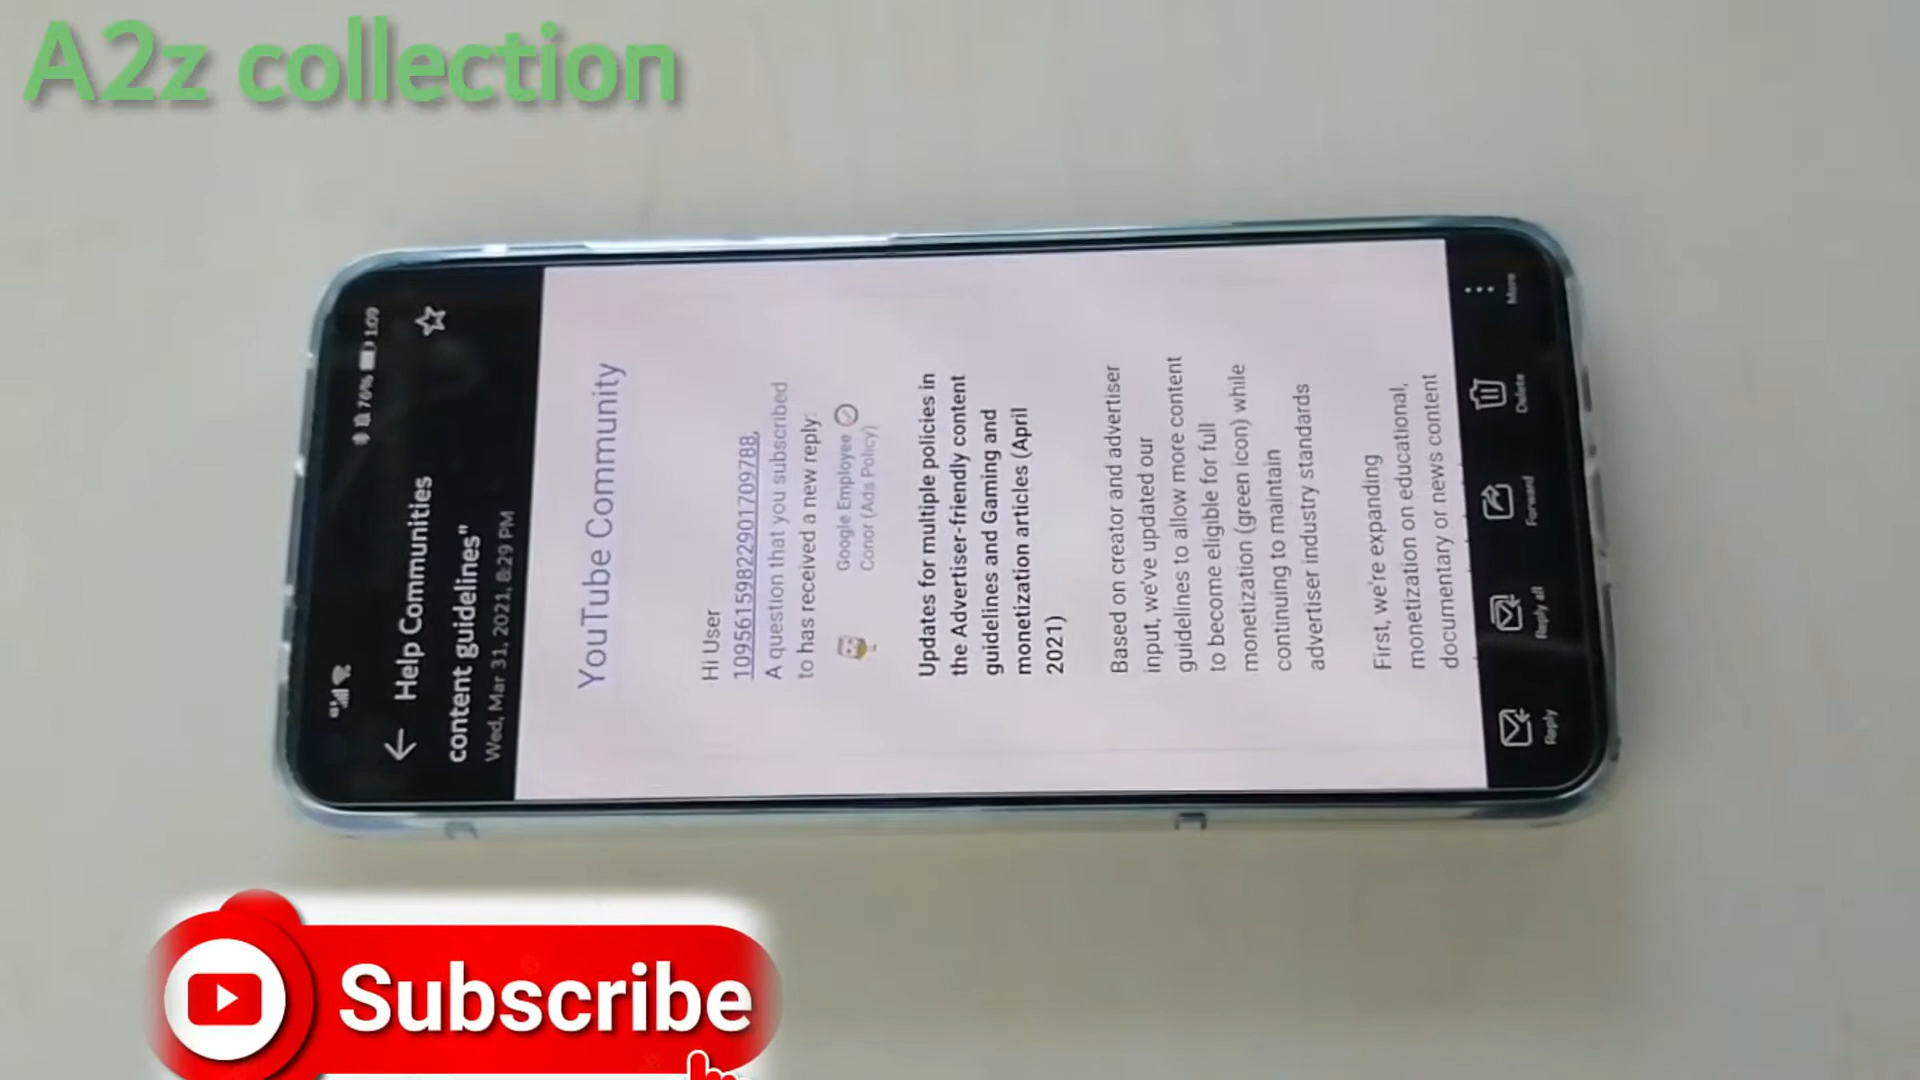 A2z collection
76% 1:09
Help Communities
content guidelines"
Wed, Mar 31, 2021, 8:29 PM
YouTube Community
Hi User
10956159822901709788,
A question that you subscribed
to has received a new reply:
Google Employee
Conor (Ads Policy)
Updates for multiple policies in
the Advertiser-friendly content
guidelines and Gaming and
monetization articles (April
2021)
Based on creator and advertiser
input, we've updated our
guidelines to allow more content
to become eligible for full
monetization (green icon) while
continuing to maintain
advertiser industry standards
First, we're expanding
monetization on educational,
documentary or news content
Reply
Reply all
Forward
Delete
More
Subscribe